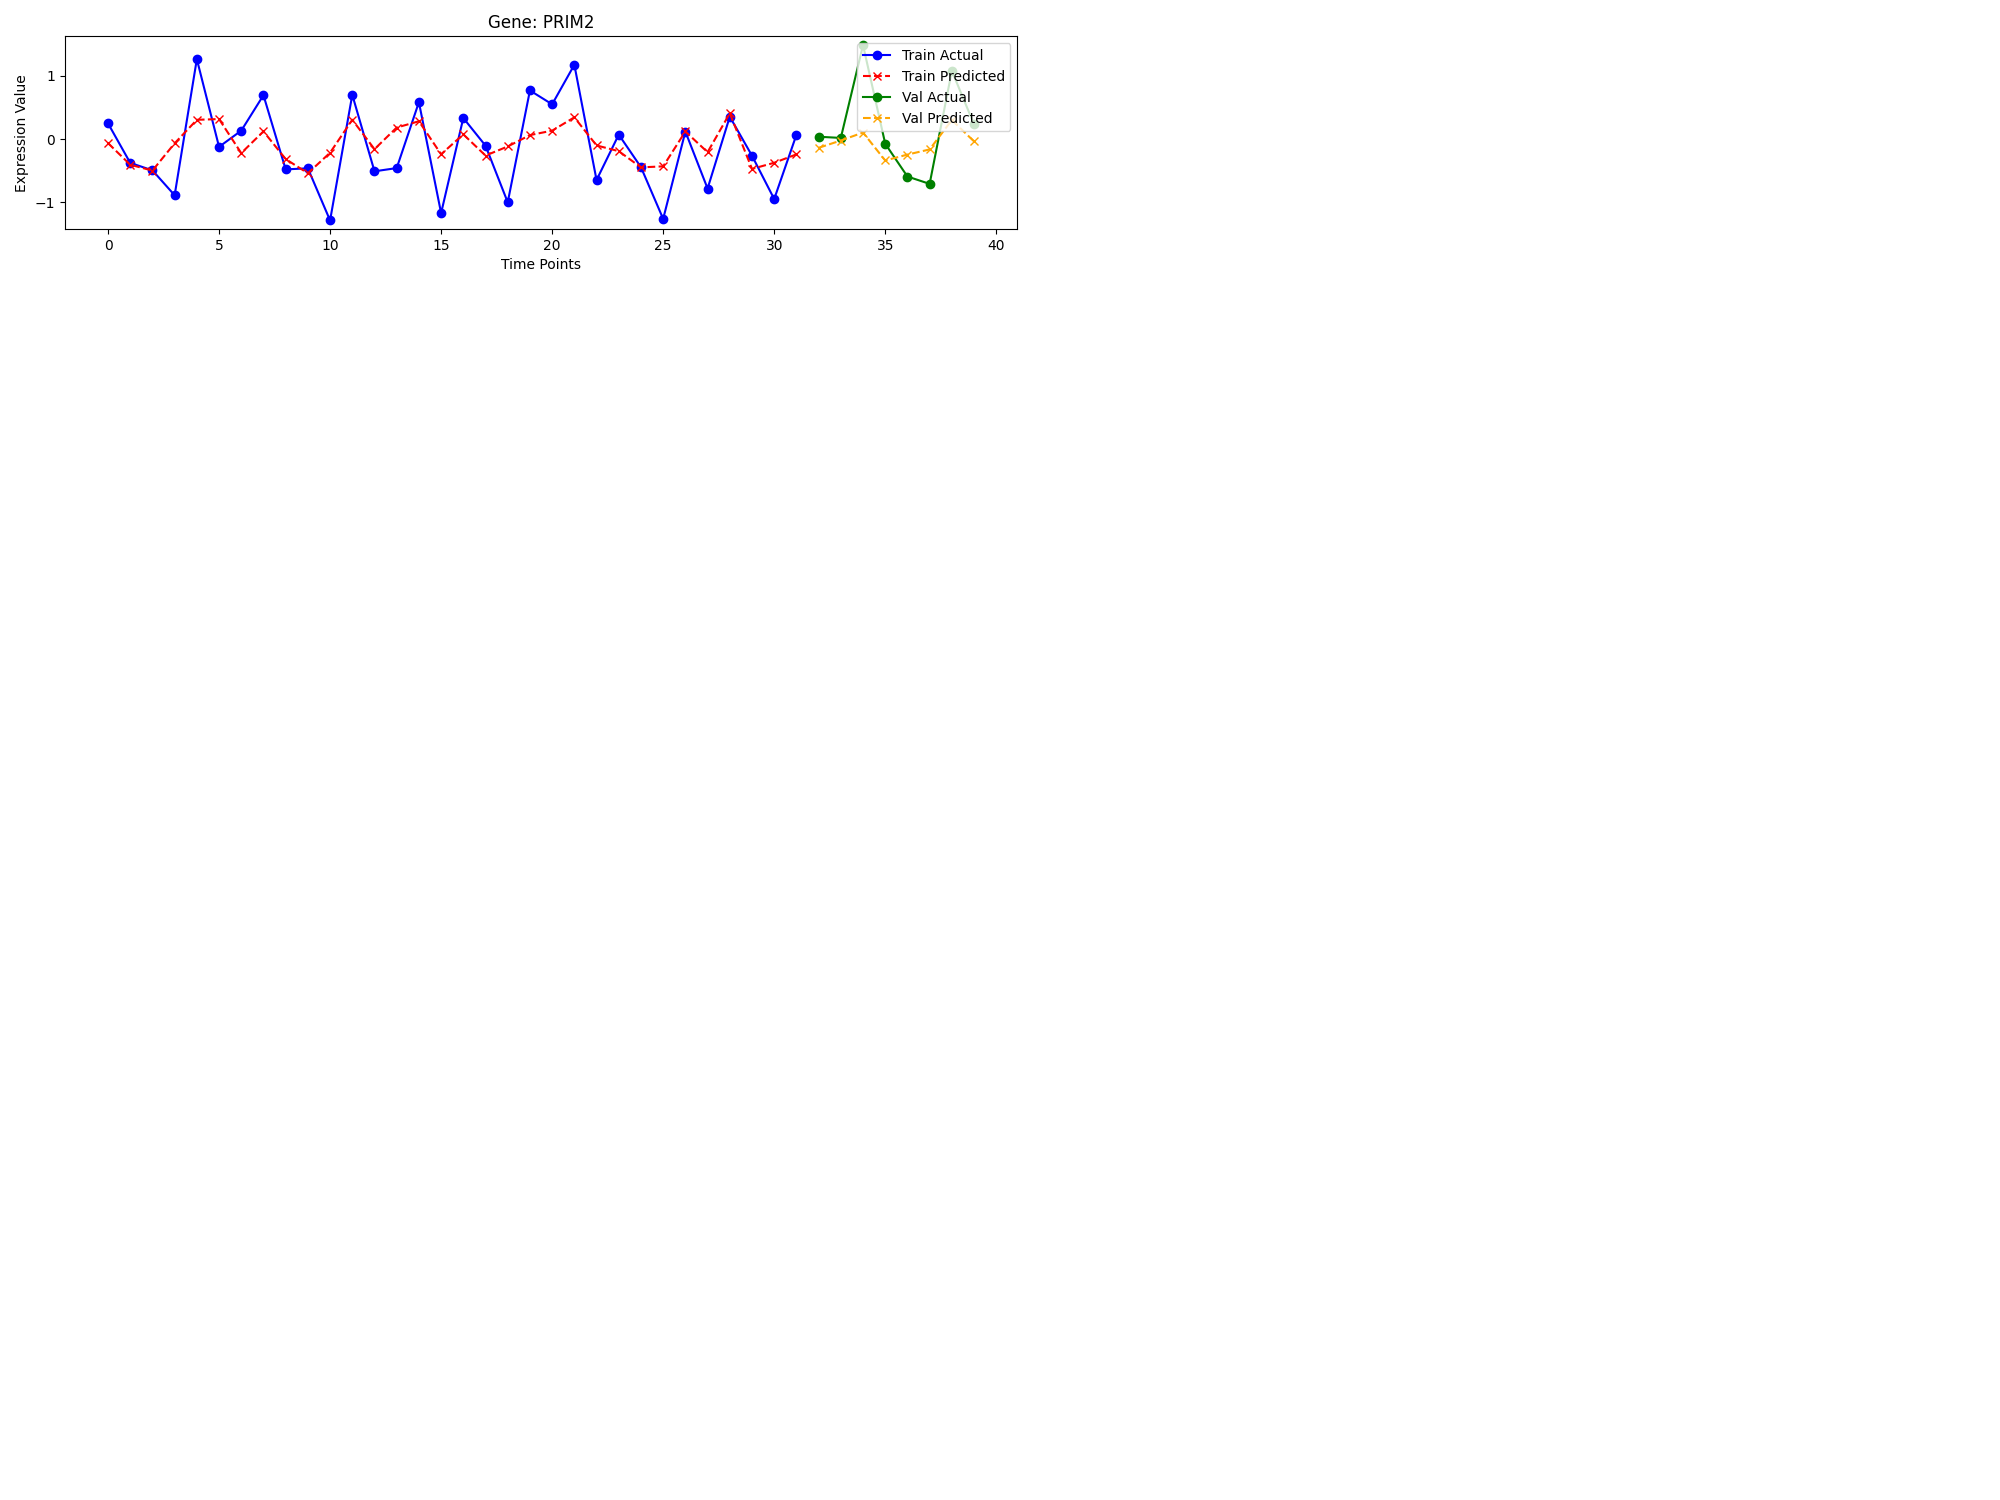 Gene: PRIM2
Expression Value
1
0
−1
0 5 10 15 20 25 30 35 40
Time Points
Train Actual
Train Predicted
Val Actual
Val Predicted